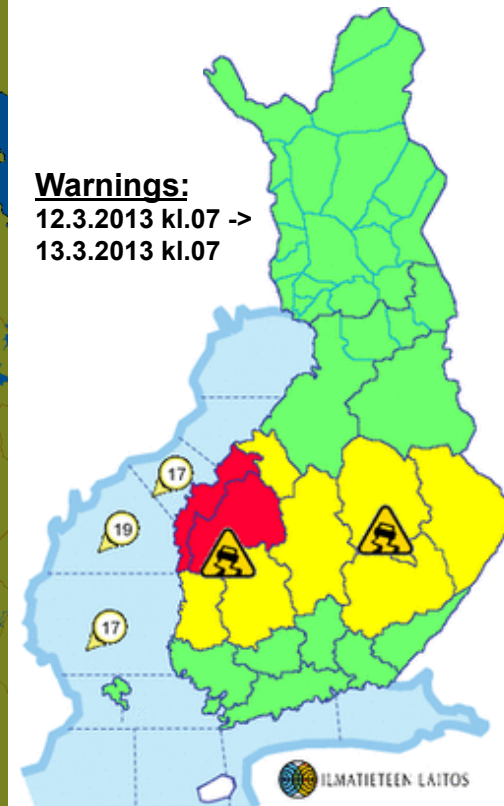 Warnings:
12.3.2013 kl.07 ->
13.3.2013 kl.07
17
19
17
ILMATIETEEN LAITOS